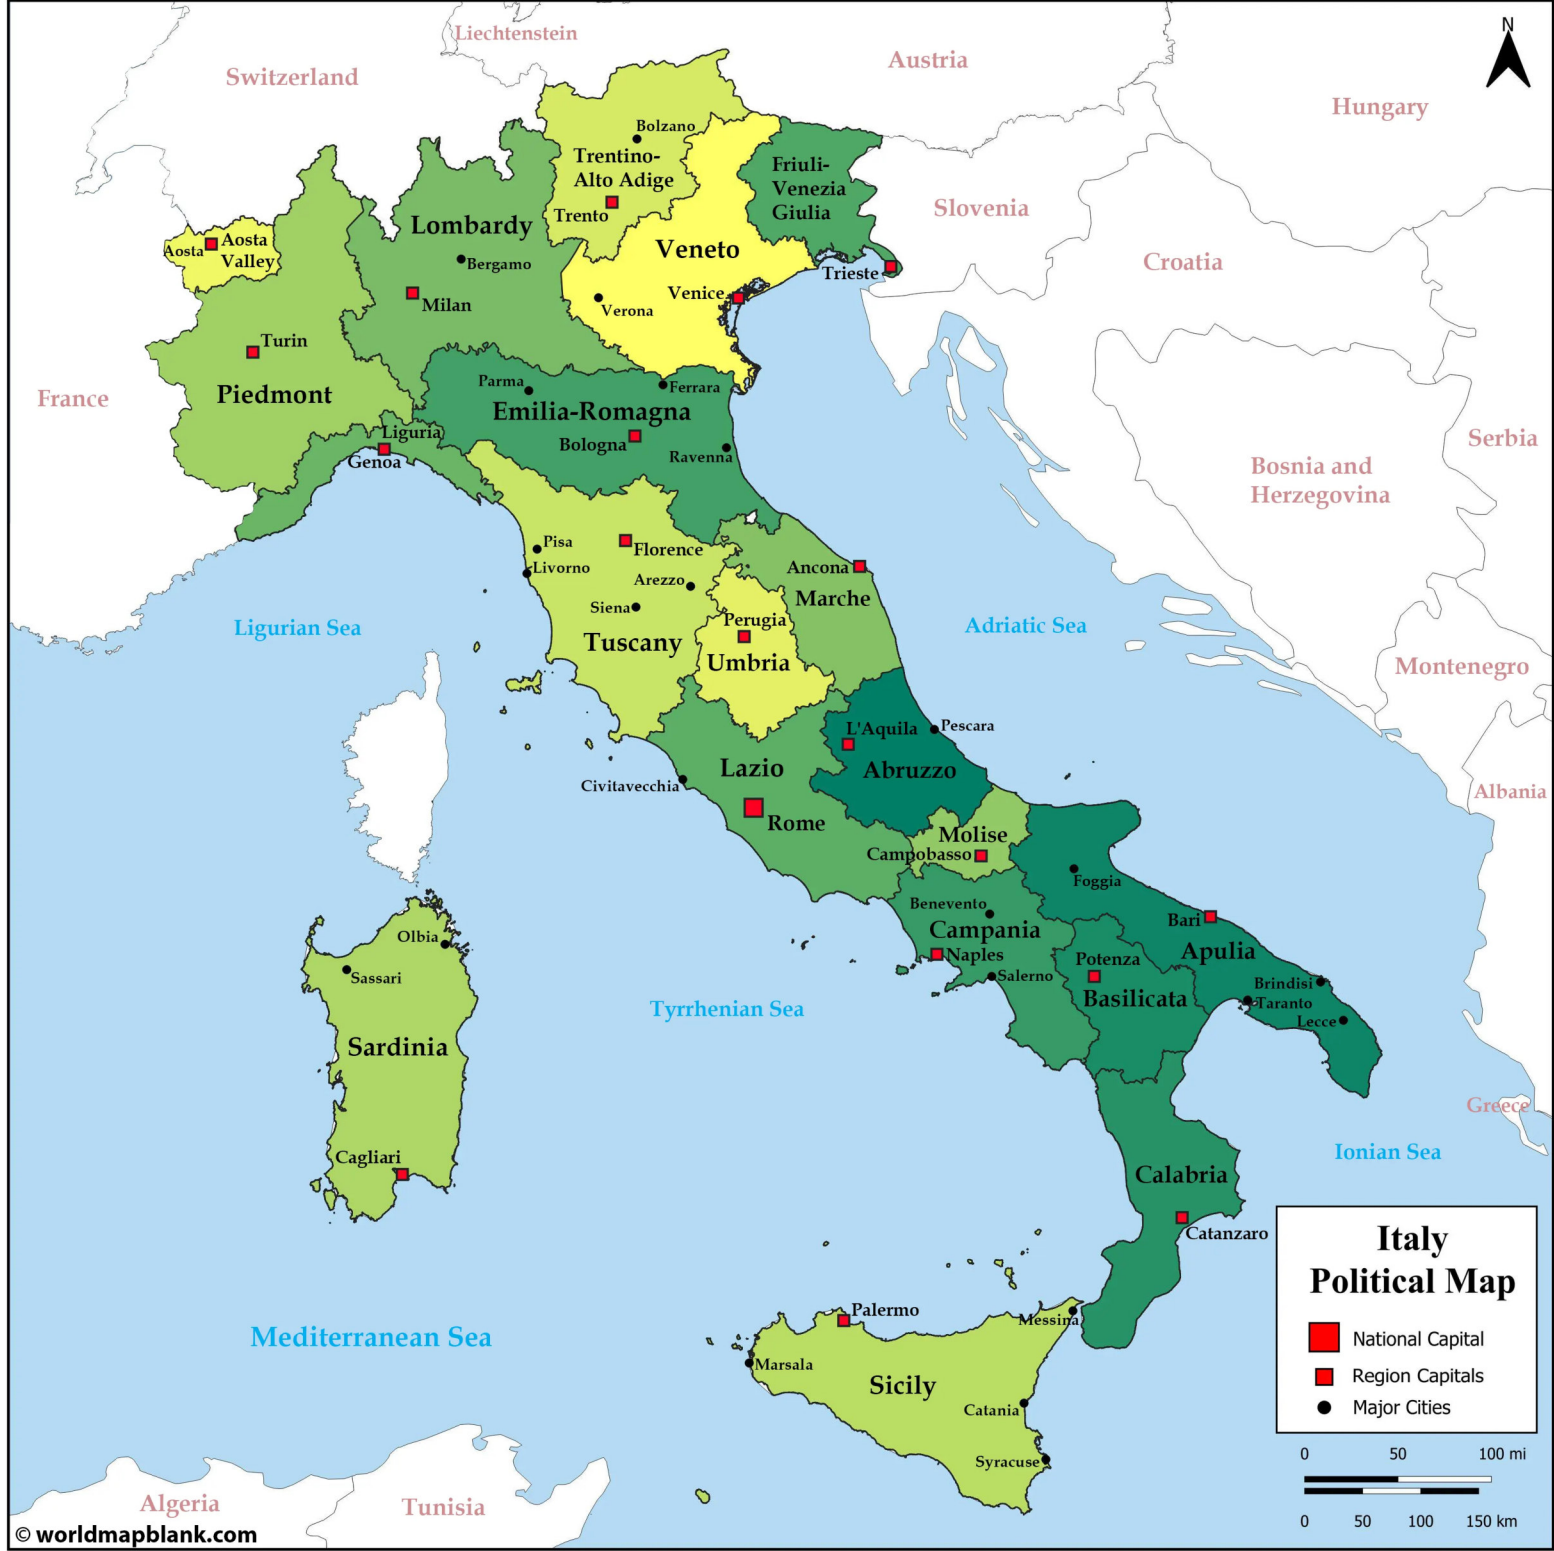 Liechtenstein
Switzerland
Austria
N
Hungary
Bolzano
Trentino-
Alto Adige
Trento
Friuli-
Venezia
Giulia
Slovenia
Croatia
Lombardy
Bergamo
Milan
Aosta
Aosta
Valley
Veneto
Venice
Verona
Trieste
Turin
Piedmont
France
Parma
Ferrara
Emilia-Romagna
Bologna
Ravenna
Liguria
Genoa
Serbia
Bosnia and
Herzegovina
Pisa
Florence
Livorno
Arezzo
Siena
Tuscany
Ancona
Marche
Perugia
Umbria
Ligurian Sea
Adriatic Sea
Montenegro
L'Aquila
Pescara
Abruzzo
Lazio
Civitavecchia
Rome
Albania
Molise
Campobasso
Foggia
Benevento
Campania
Naples
Salerno
Bari
Apulia
Potenza
Basilicata
Brindisi
Taranto
Lecce
Olbia
Sassari
Sardinia
Cagliari
Tyrrhenian Sea
Greece
Ionian Sea
Calabria
Catanzaro
Mediterranean Sea
Palermo
Messina
Marsala
Sicily
Catania
Syracuse
Algeria
Tunisia
Italy
Political Map
National Capital
Region Capitals
Major Cities
0 50 100 mi
0 50 100 150 km
© worldmapblank.com